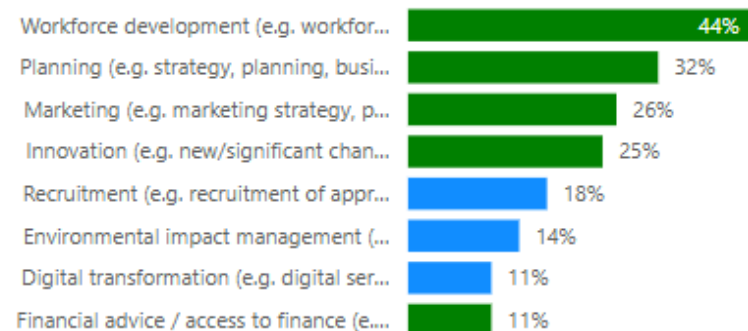 Workforce development (e.g. workfor... 44%
Planning (e.g. strategy, planning, busi... 32%
Marketing (e.g. marketing strategy, p... 26%
Innovation (e.g. new/significant chan... 25%
Recruitment (e.g. recruitment of appr... 18%
Environmental impact management (... 14%
Digital transformation (e.g. digital ser... 11%
Financial advice / access to finance (e.... 11%